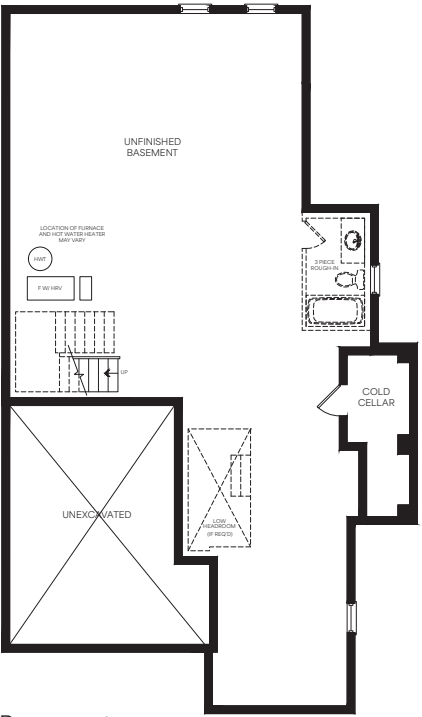 UNFINISHED
BASEMENT
LOCATION OF FURNACE
AND HOT WATER HEATER
MAY VARY
HWT
F W/ HRV
3 PIECE
ROUGH-IN
UP
COLD
CELLAR
UNEXCAVATED
LOW
HEADROOM
(IF REQ'D)